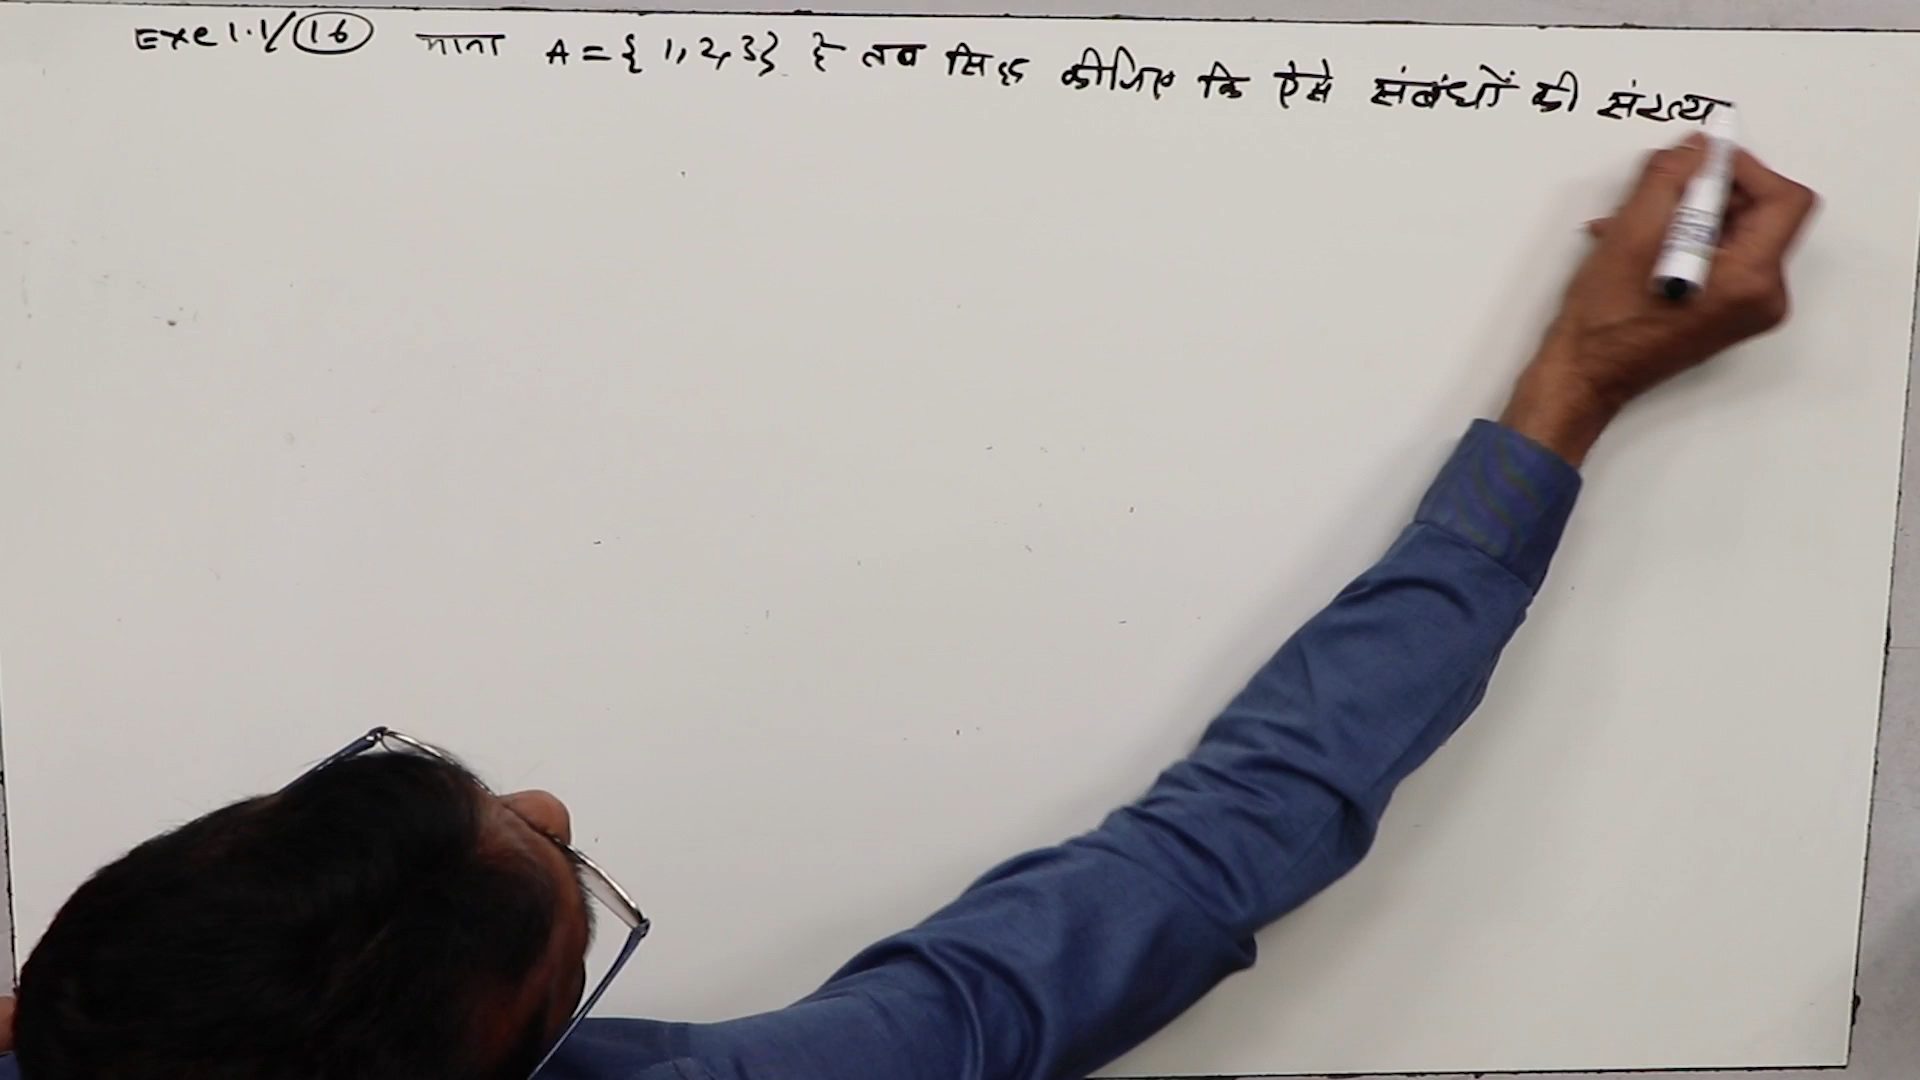 Exe 1.1/16 माना A = { 1, 2, 3} है तब सिद्ध कीजिए कि ऐसे संबंधों की संख्या